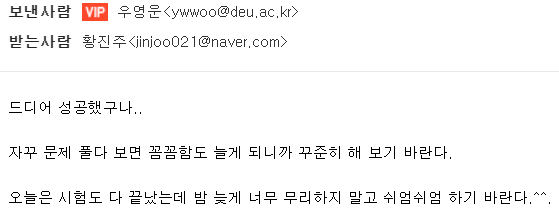 보낸사람 VIP 우영운<ywwoo@deu.ac.kr>
받는사람 황진주<jinjoo021@naver.com>
드디어 성공했구나..
자꾸 문제 풀다 보면 꼼꼼함도 늘게 되니까 꾸준히 해 보기 바란다.
오늘은 시험도 다 끝났는데 밤 늦게 너무 무리하지 말고 쉬엄쉬엄 하기 바란다.^^.